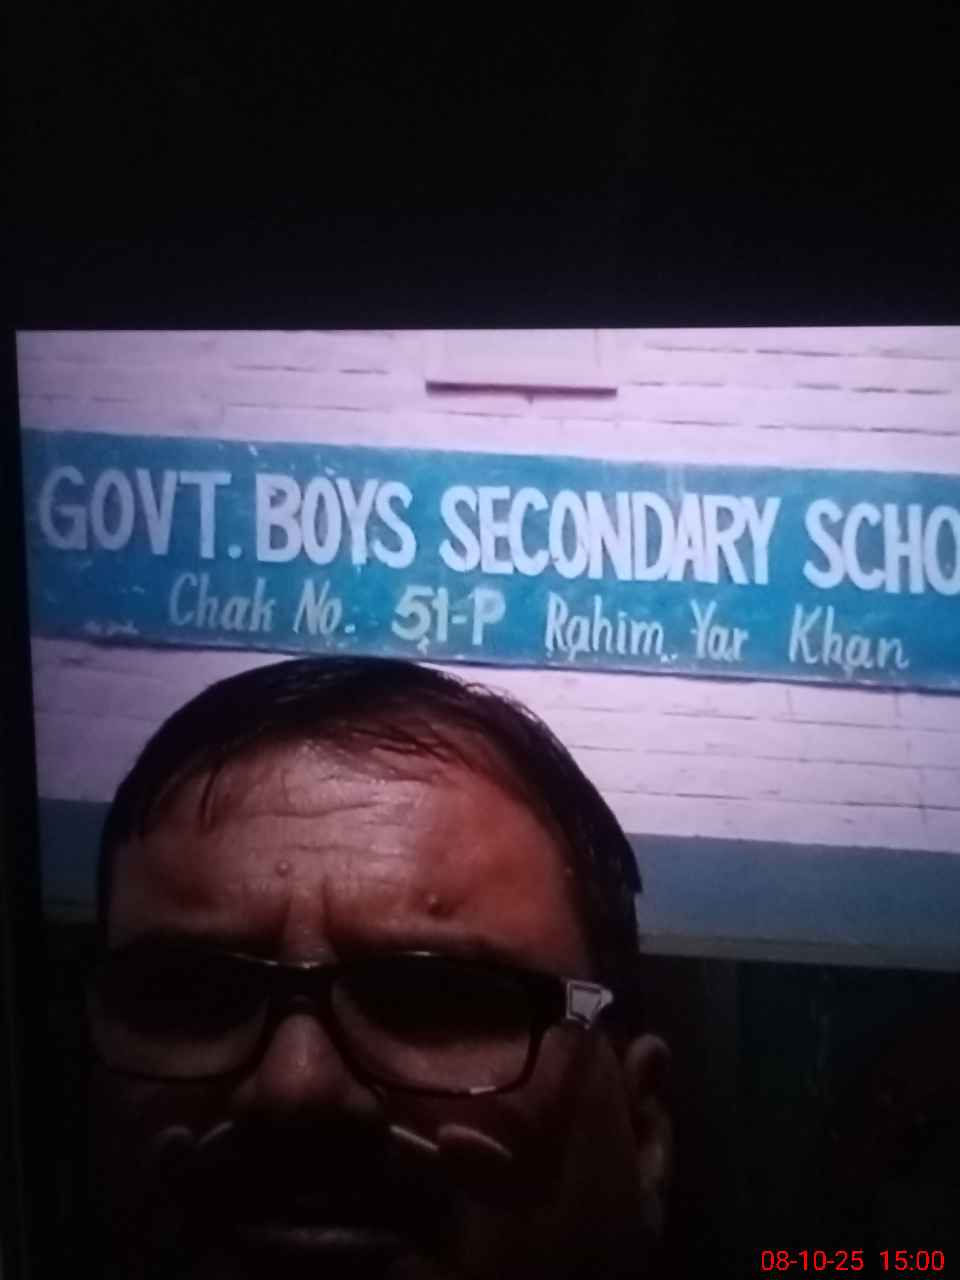 GOVT. BOYS SECONDARY SCHO
Chak No. 51-P Rahim Yar Khan
08-10-25 15:00